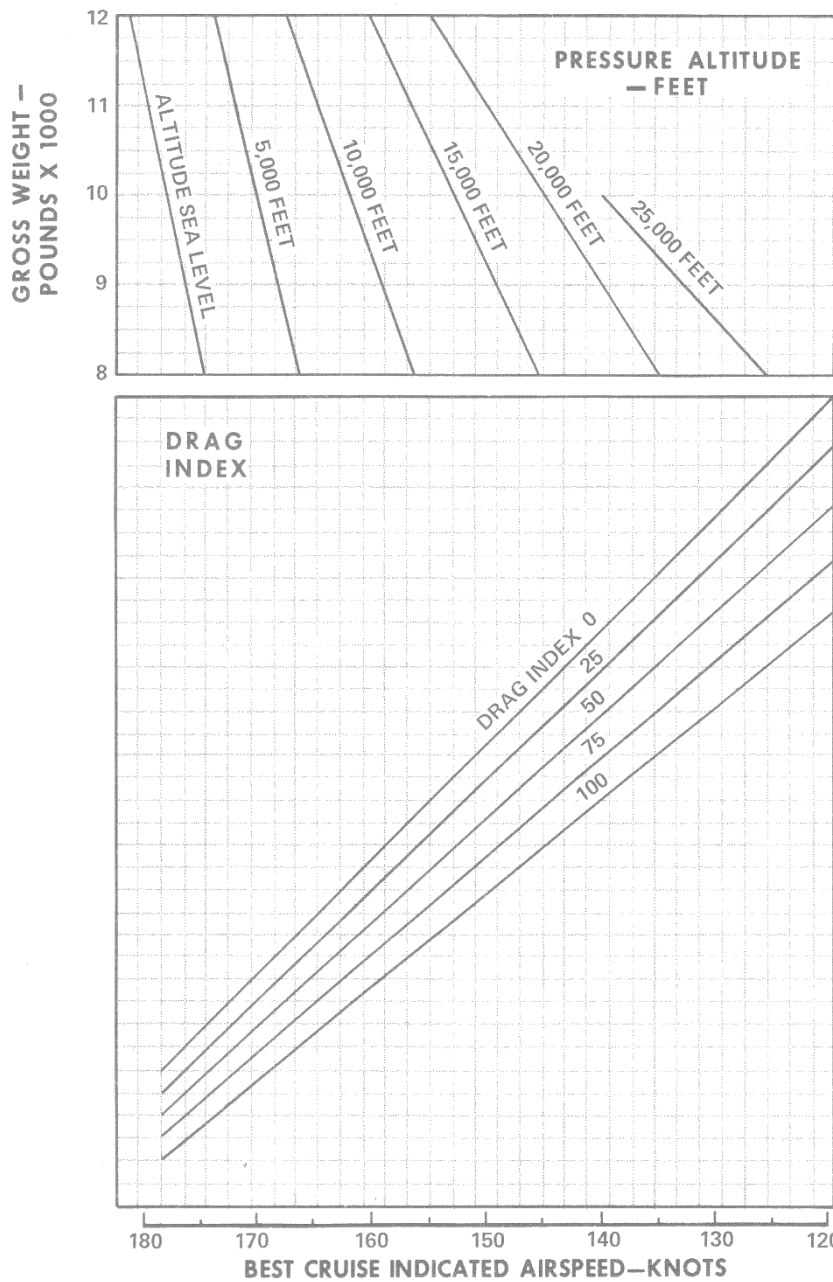 12
11
10
9
8
GROSS WEIGHT —
POUNDS X 1000
PRESSURE ALTITUDE
— FEET
ALTITUDE SEA LEVEL
5,000 FEET
10,000 FEET
15,000 FEET
20,000 FEET
25,000 FEET
DRAG
INDEX
DRAG INDEX 0
25
50
75
100
180 170 160 150 140 130 120
BEST CRUISE INDICATED AIRSPEED—KNOTS